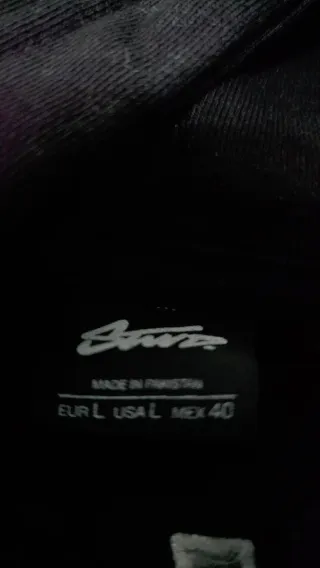 MADE IN PAKISTAN
EUR L USA L MEX 40